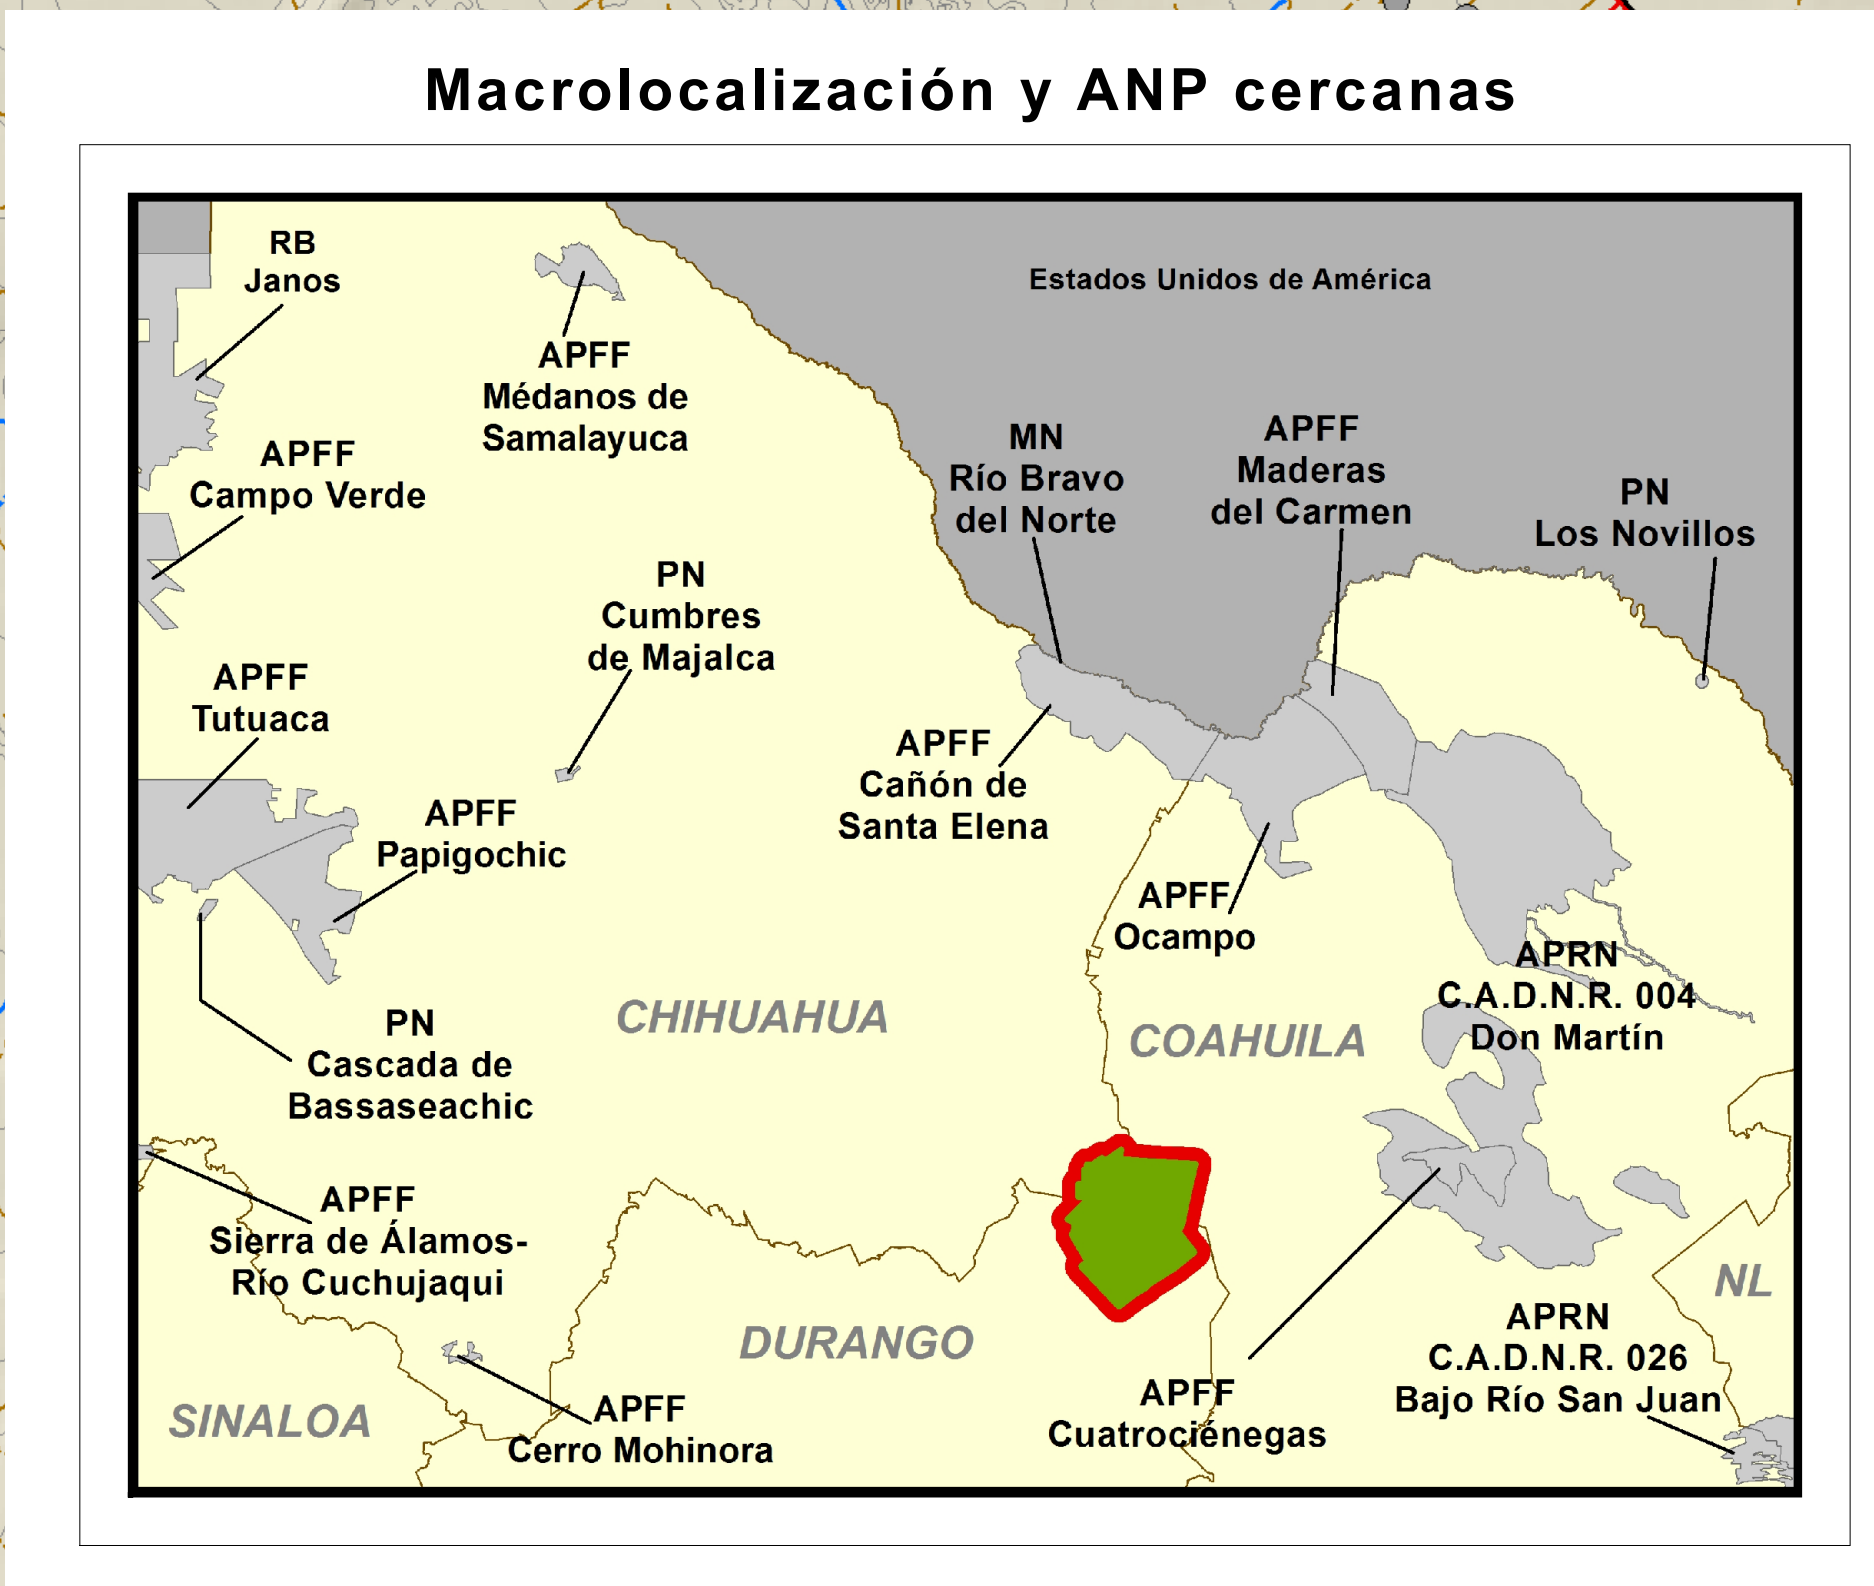 Macrolocalización y ANP cercanas
RB
Janos
Estados Unidos de América
APFF
Médanos de
Samalayuca
APFF
Campo Verde
MN
Río Bravo
del Norte
APFF
Maderas
del Carmen
PN
Los Novillos
PN
Cumbres
de Majalca
APFF
Tutuaca
APFF
Papigochic
APFF
Cañón de
Santa Elena
APFF
Ocampo
APRN
C.A.D.N.R. 004
Don Martín
CHIHUAHUA
COAHUILA
PN
Cascada de
Bassaseachic
APFF
Sierra de Álamos-
Río Cuchujaqui
NL
DURANGO
APRN
C.A.D.N.R. 026
Bajo Río San Juan
SINALOA
APFF
Cerro Mohinora
APFF
Cuatrociénegas